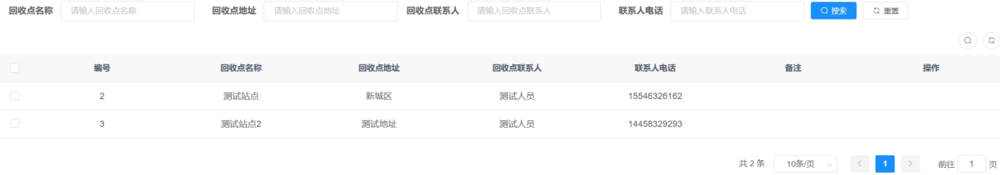 回收点名称 请输入回收点名称 回收点地址 请输入回收点地址 回收点联系人 请输入回收点联系人 联系人电话 请输入联系人电话 搜索 重置
编号 回收点名称 回收点地址 回收点联系人 联系人电话 备注 操作
2 测试站点 新城区 测试人员 15546326162
3 测试站点2 测试地址 测试人员 14458329293
共 2 条 10条/页 1 前往 1 页